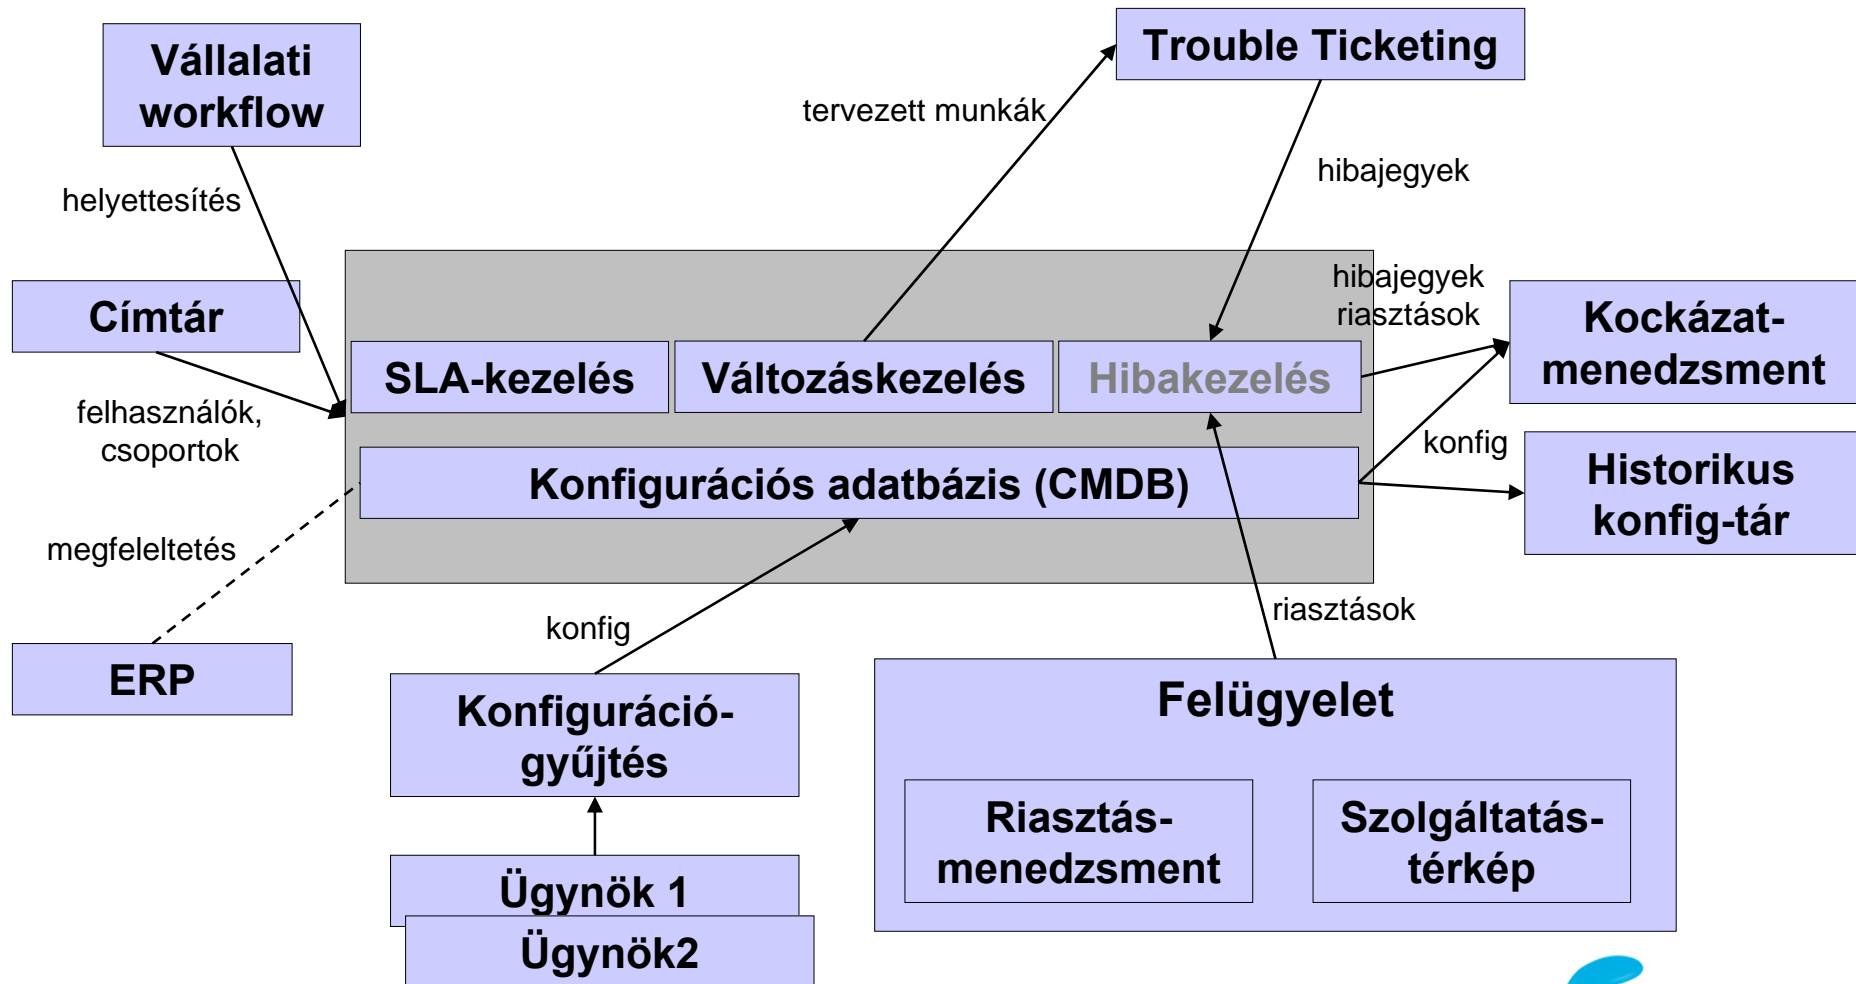 Vállalati
workflow
Trouble Ticketing
tervezett munkák
hibajegyek
helyettesítés
Címtár
hibajegyek
riasztások
Kockázat-
menedzsment
SLA-kezelés
Változáskezelés
Hibakezelés
felhasználók,
csoportok
konfig
Konfigurációs adatbázis (CMDB)
Historikus
konfig-tár
megfeleltetés
riasztások
konfig
ERP
Konfiguráció-
gyűjtés
Felügyelet
Riasztás-
menedzsment
Szolgáltatás-
térkép
Ügynök 1
Ügynök2